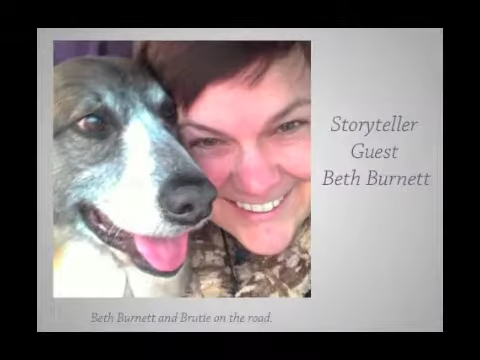 Storyteller
Guest
Beth Burnett
Beth Burnett and Brutie on the road.